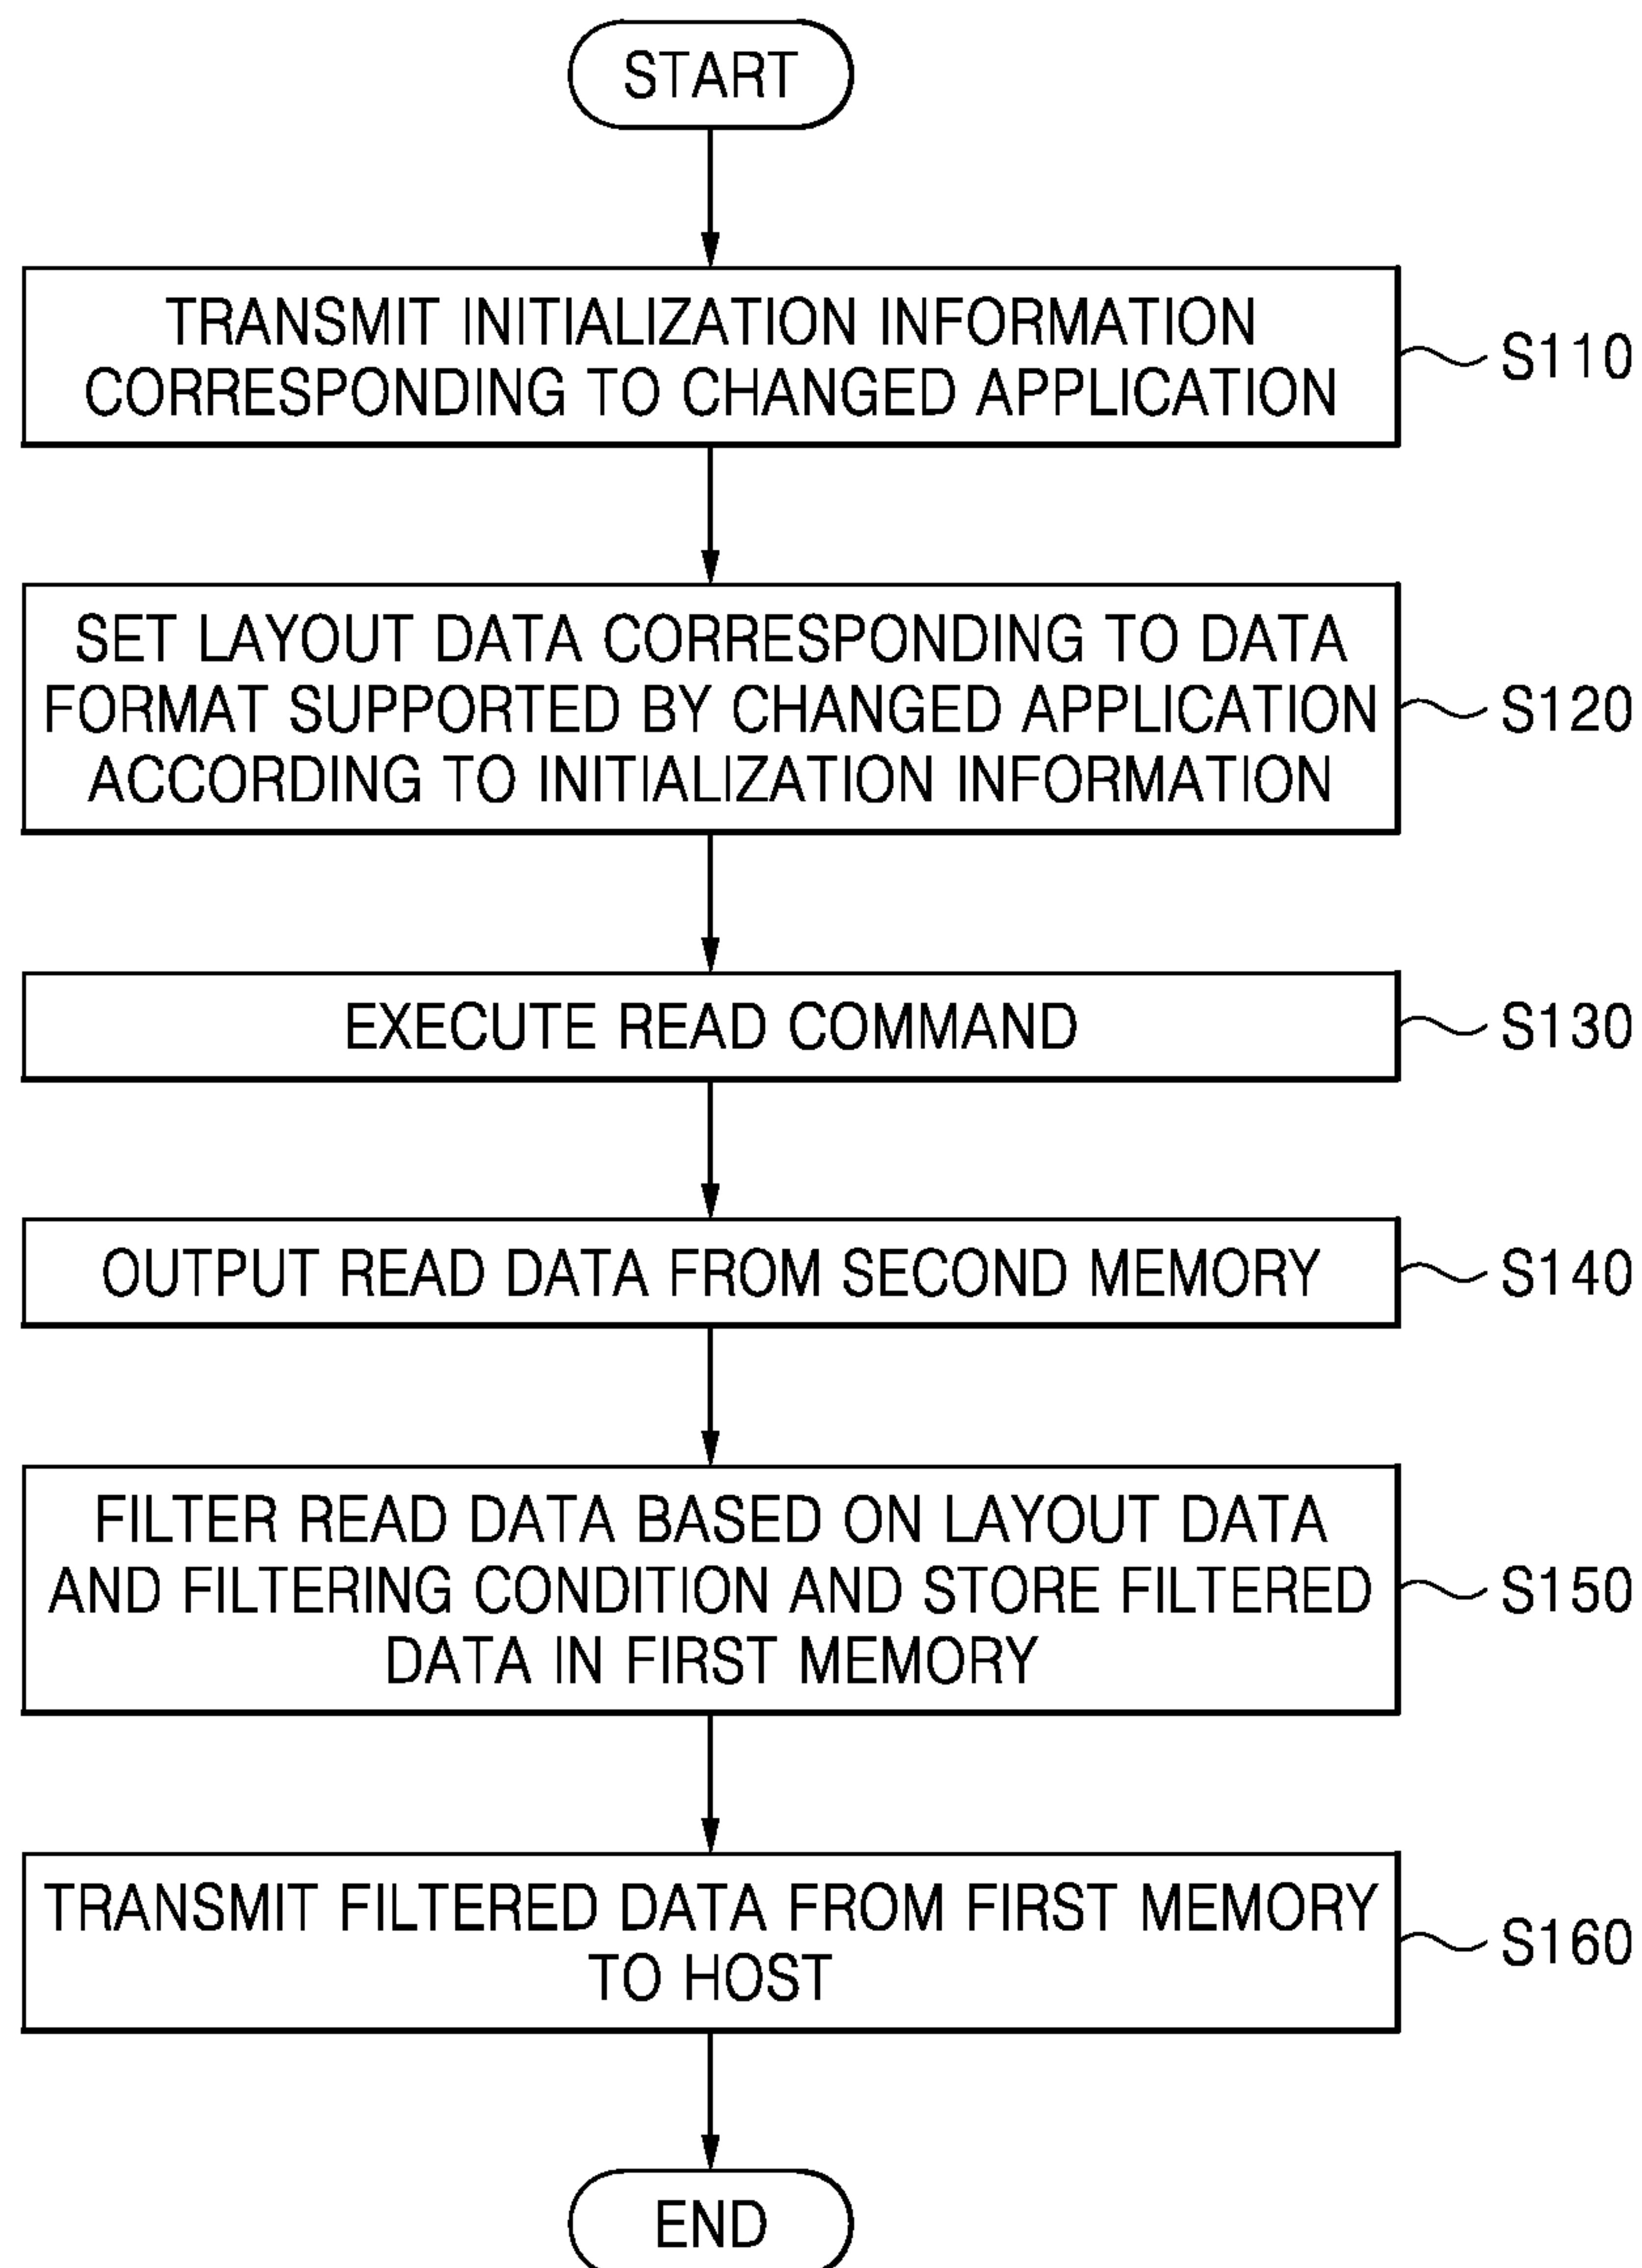 START
TRANSMIT INITIALIZATION INFORMATION
CORRESPONDING TO CHANGED APPLICATION
S110
SET LAYOUT DATA CORRESPONDING TO DATA
FORMAT SUPPORTED BY CHANGED APPLICATION
ACCORDING TO INITIALIZATION INFORMATION
S120
EXECUTE READ COMMAND
S130
OUTPUT READ DATA FROM SECOND MEMORY
S140
FILTER READ DATA BASED ON LAYOUT DATA
AND FILTERING CONDITION AND STORE FILTERED
DATA IN FIRST MEMORY
S150
TRANSMIT FILTERED DATA FROM FIRST MEMORY
TO HOST
S160
END